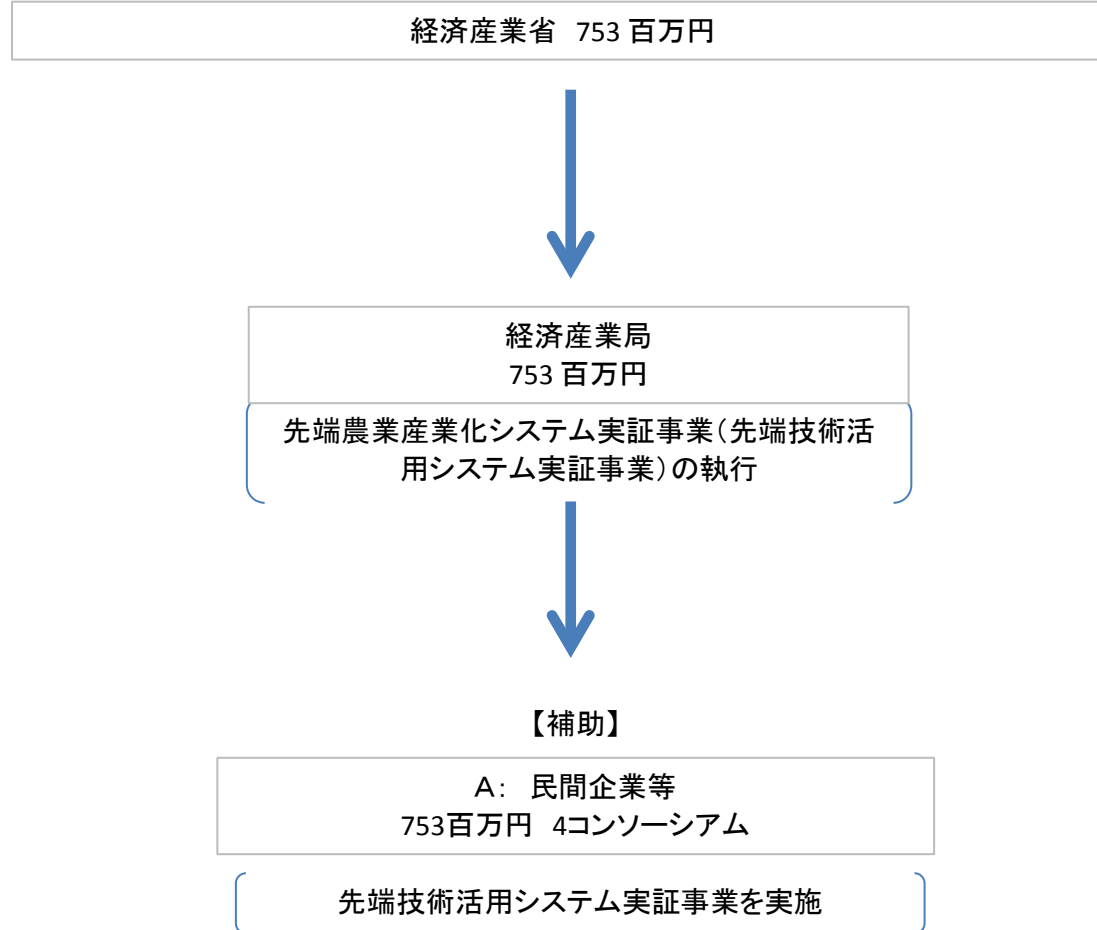 経済産業省 753 百万円
経済産業局
753 百万円
先端農業産業化システム実証事業(先端技術活
用システム実証事業)の執行
【補助】
A: 民間企業等
753百万円 4コンソーシアム
先端技術活用システム実証事業を実施